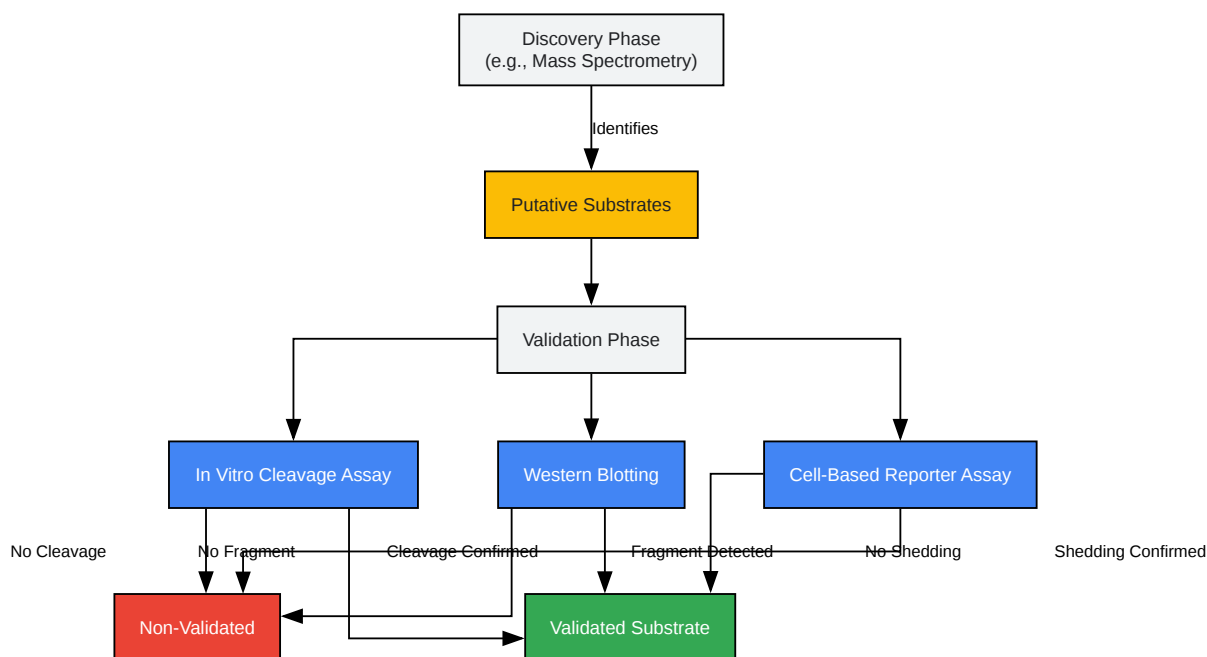 Discovery Phase
(e.g., Mass Spectrometry)
Identifies
Putative Substrates
Validation Phase
In Vitro Cleavage Assay
Western Blotting
Cell-Based Reporter Assay
No Cleavage
No Fragment
Cleavage Confirmed
Fragment Detected
No Shedding
Shedding Confirmed
Non-Validated
Validated Substrate